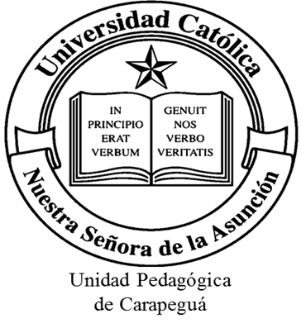 Universidad Católica
IN
PRINCIPIO
ERAT
VERBUM
GENUIT
NOS
VERBO
VERITATIS
Nuestra Señora de la Asunción
Unidad Pedagógica
de Carapeguá